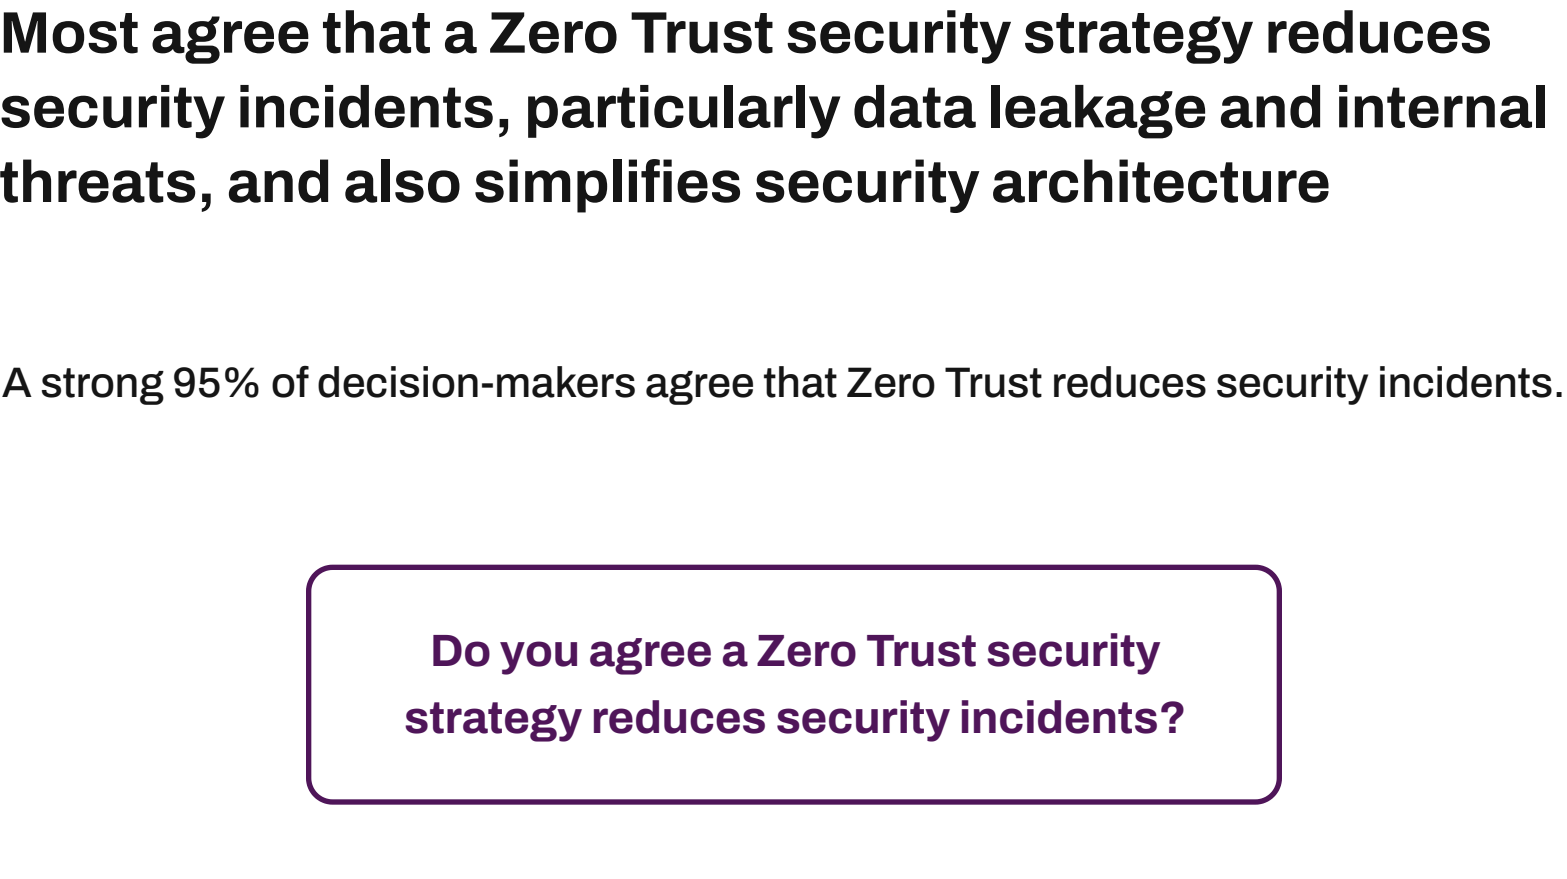 Most agree that a Zero Trust security strategy reduces
security incidents, particularly data leakage and internal
threats, and also simplifies security architecture
A strong 95% of decision-makers agree that Zero Trust reduces security incidents.
Do you agree a Zero Trust security
strategy reduces security incidents?